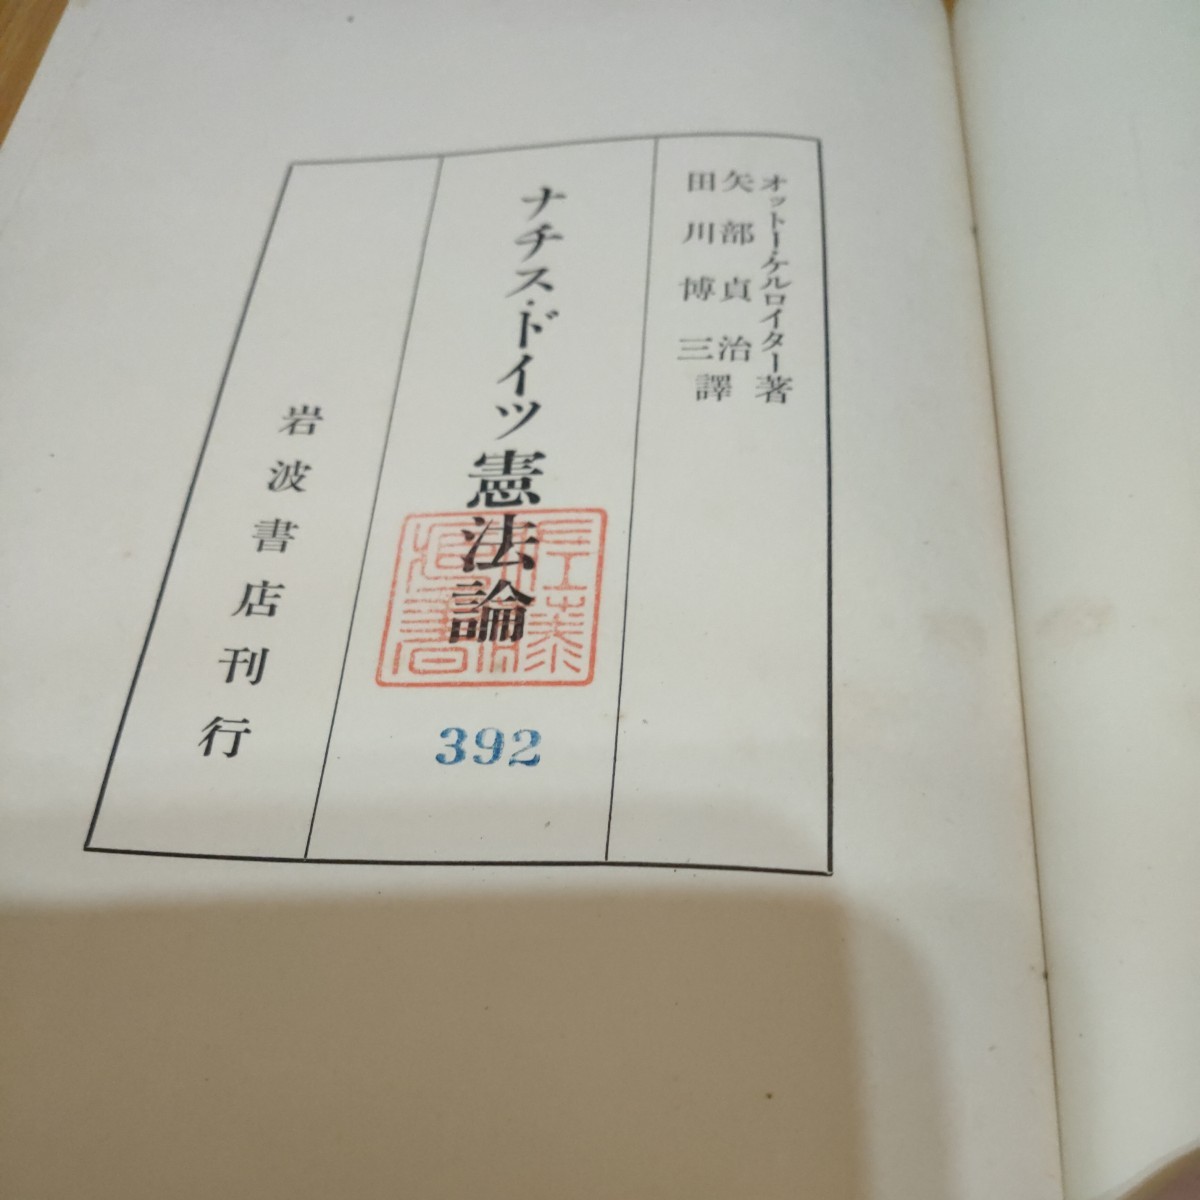 オットー・ケルロイター著
矢部貞治
田川博三譯
ナチス・ドイツ憲法論
岩波書店刊行
392